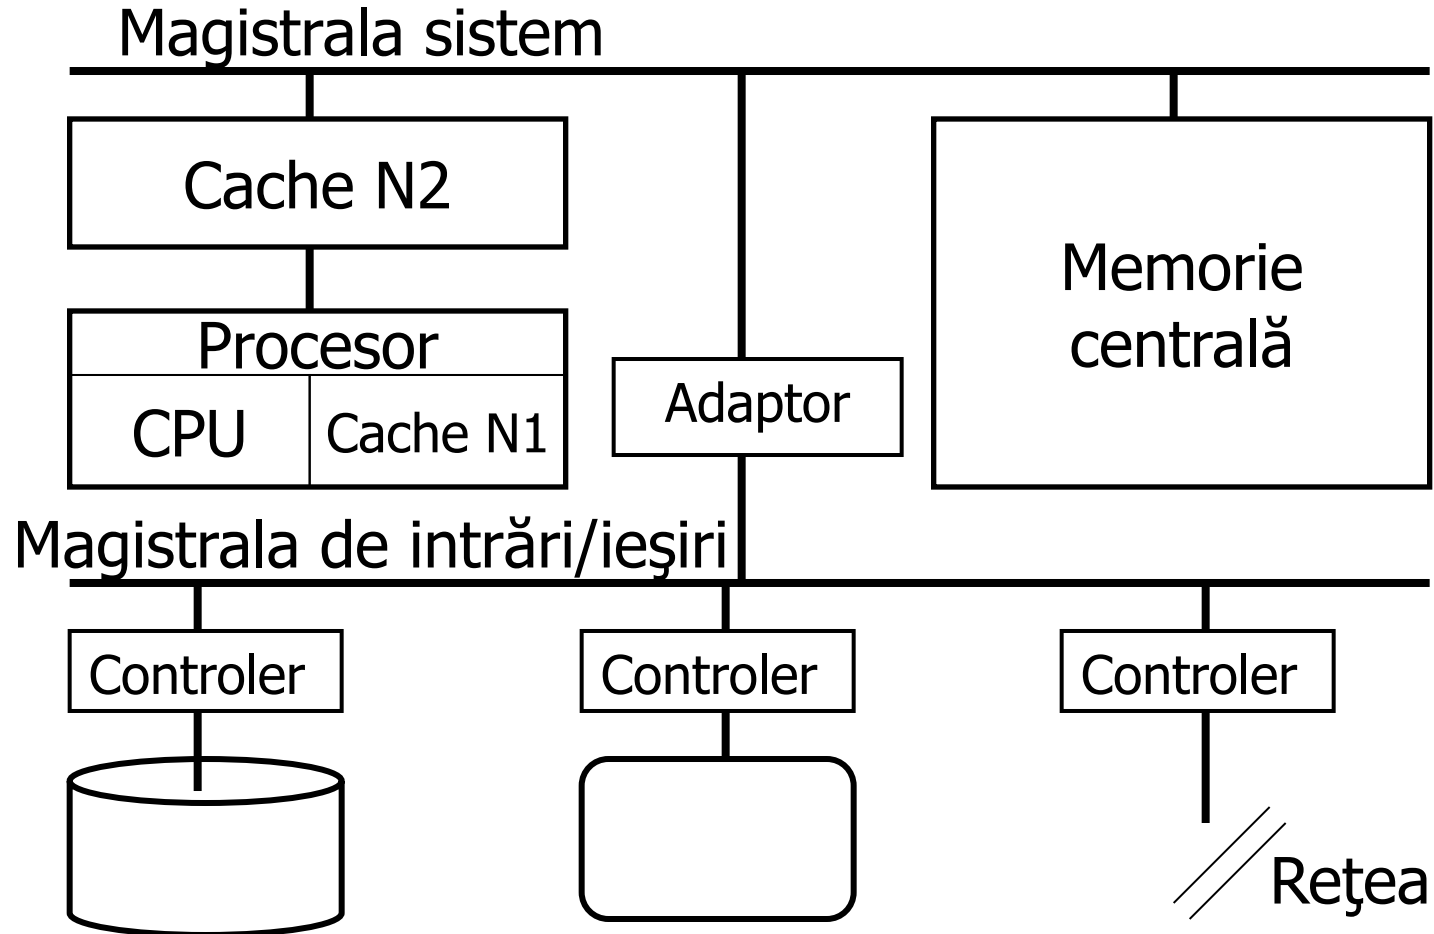 Magistrala sistem
Cache N2
Memorie
centrală
Procesor
CPU
Cache N1
Adaptor
Magistrala de intrări/ieşiri
Controler
Controler
Controler
Reţea